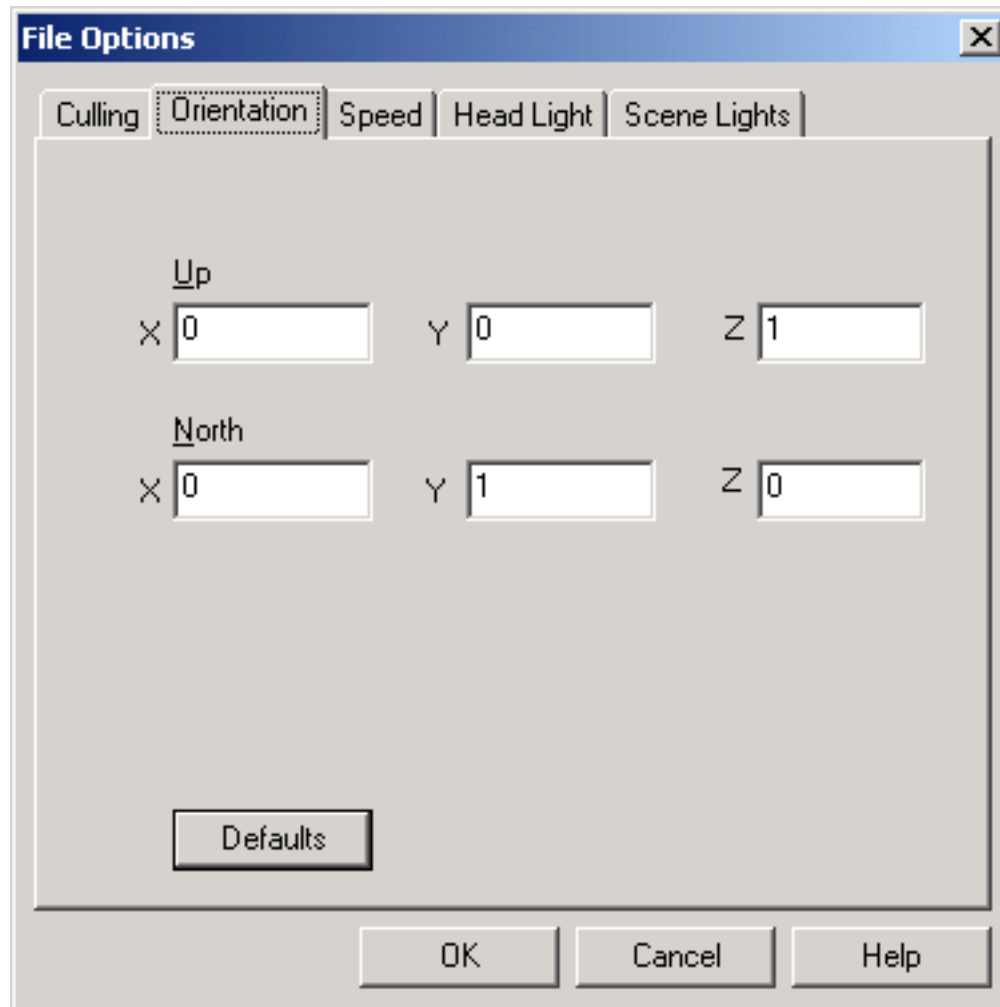 File Options
Culling Orientation Speed Head Light Scene Lights
Up
X 0 Y 0 Z 1
North
X 0 Y 1 Z 0
Defaults
OK Cancel Help